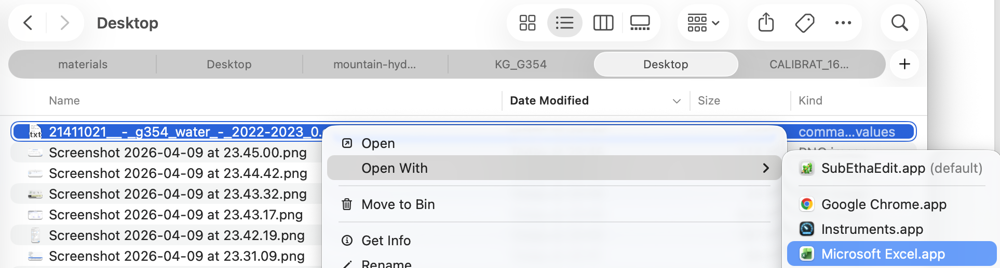 Desktop
materials
Desktop
mountain-hyd...
KG_G354
Desktop
CALIBRAT_16...
Name
Date Modified
Size
Kind
txt
21411021__-_g354_water_-_2022-2023_0.
comma...values
Open
Screenshot 2026-04-09 at 23.45.00.png
Open With
SubEthaEdit.app (default)
Screenshot 2026-04-09 at 23.44.42.png
Screenshot 2026-04-09 at 23.43.32.png
Move to Bin
Google Chrome.app
Screenshot 2026-04-09 at 23.43.17.png
Instruments.app
Screenshot 2026-04-09 at 23.42.19.png
Get Info
Screenshot 2026-04-09 at 23.31.09.png
Microsoft Excel.app
Rename